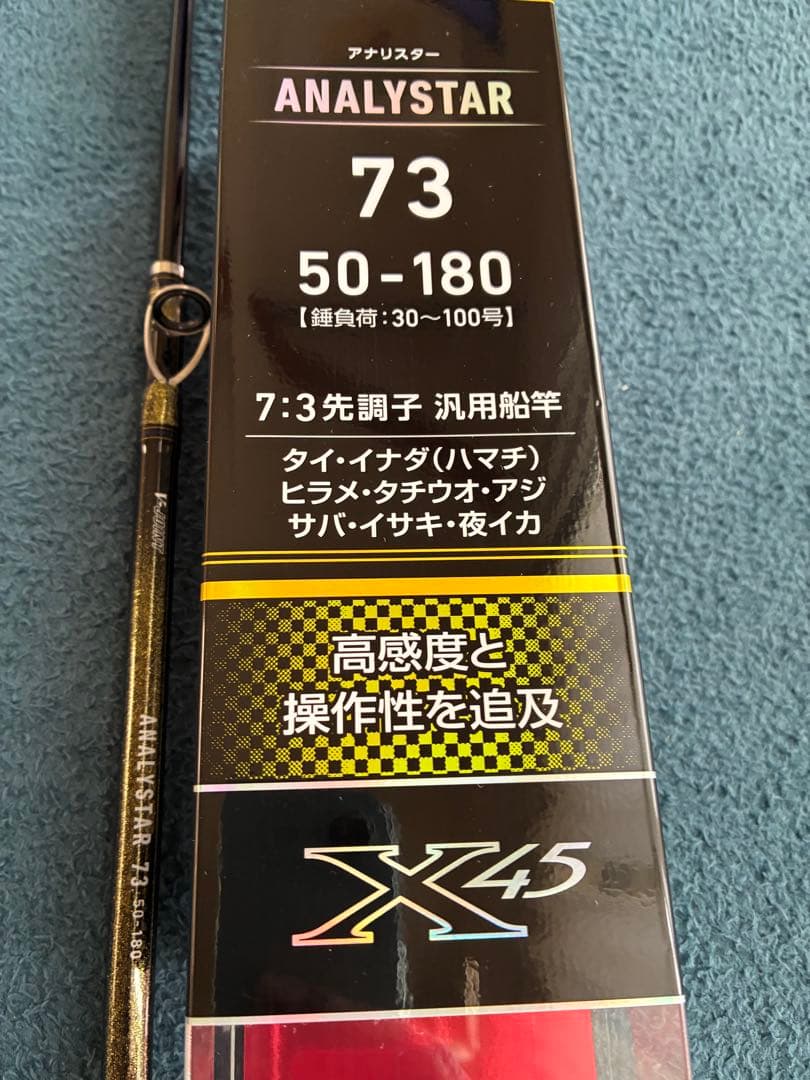 アナリスター
ANALYSTAR
73
50-180
【錘負荷:30〜100号】
7:3先調子 汎用船竿
タイ・イナダ(ハマチ)
ヒラメ・タチウオ・アジ
サバ・イサキ・夜イカ
高感度と
操作性を追及
X45
V-JOINT
ANALYSTAR 73 50-180